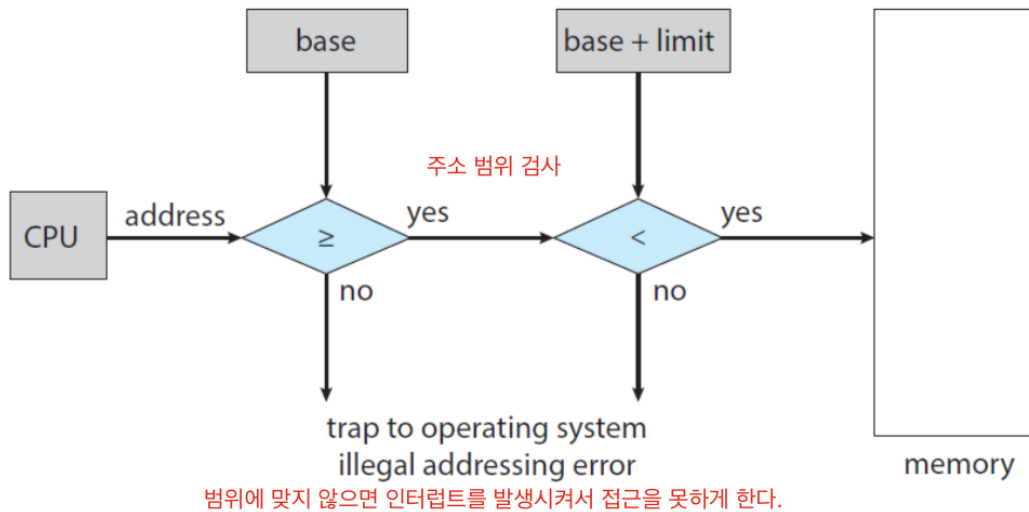 base
base + limit
주소 범위 검사
CPU
address
≥
yes
<
yes
no
no
trap to operating system
illegal addressing error
memory
범위에 맞지 않으면 인터럽트를 발생시켜서 접근을 못하게 한다.